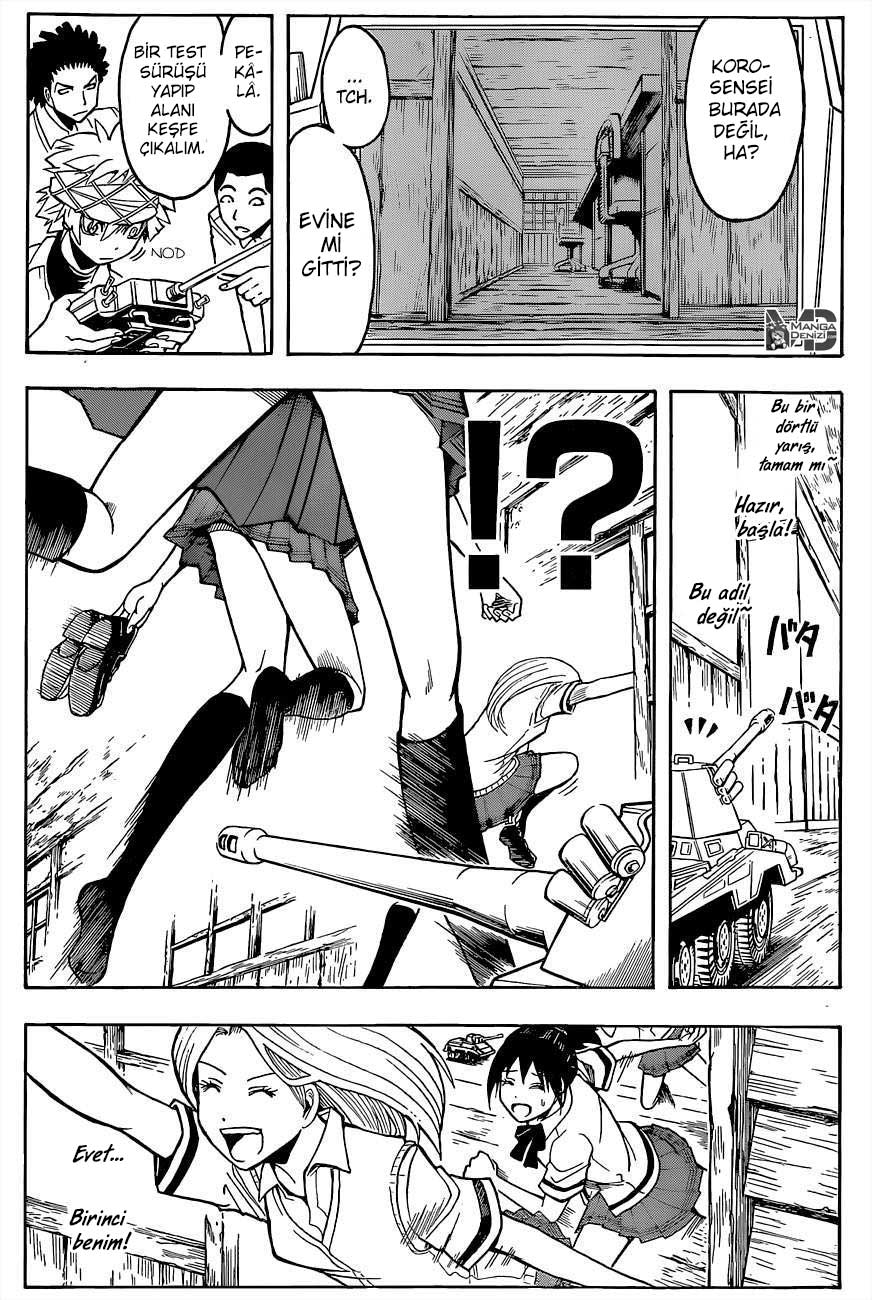 KORO-
SENSEI
BURADA
DEĞİL,
HA?
...
TCH.
EVİNE
Mİ
GİTTİ?
PE-
KÂ-
LÂ.
BİR TEST
SÜRÜŞÜ
YAPIP
ALANI
KEŞFE
ÇIKALIM.
NOD
MANGA
DENİZİ
Bu bir
dörtlü
yarış,
tamam mı~
Hazır,
başla!
Bu adil
değil~
バタ
バタ
!?
Evet...
Birinci
benim!